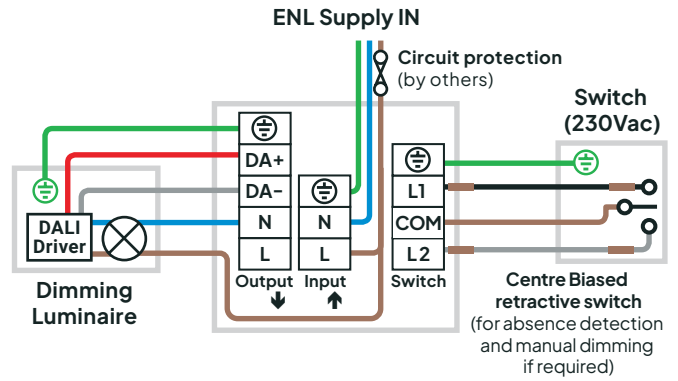 ENL Supply IN
Circuit protection
(by others)
Switch
(230Vac)
DA+
DA-
N
L
Output
N
L
Input
L1
COM
L2
Switch
DALI
Driver
Dimming
Luminaire
Centre Biased
retractive switch
(for absence detection
and manual dimming
if required)